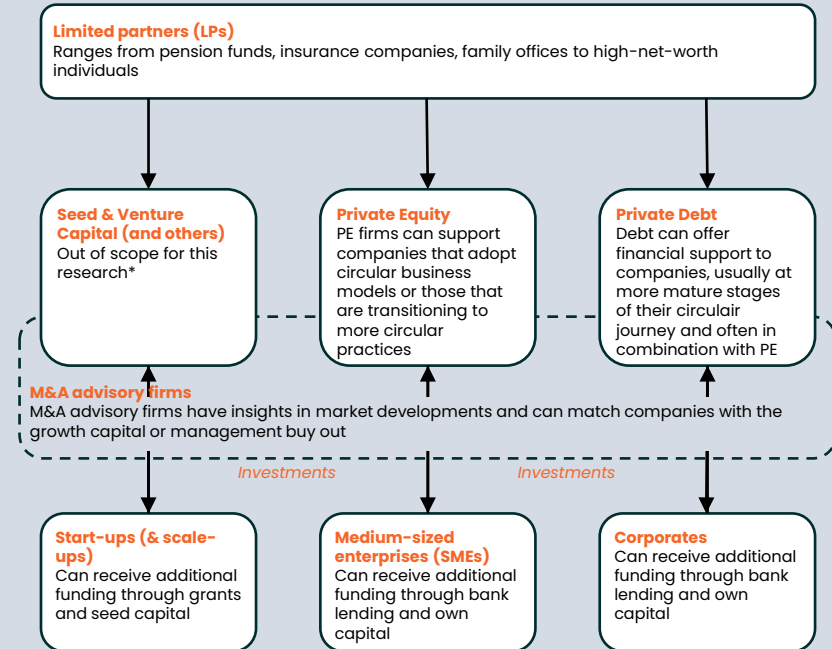 Limited partners (LPs)
Ranges from pension funds, insurance companies, family offices to high-net-worth
individuals
Seed & Venture
Capital (and others)
Out of scope for this
research*
Private Equity
PE firms can support
companies that adopt
circular business
models or those that
are transitioning to
more circular
practices
Private Debt
Debt can offer
financial support to
companies, usually at
more mature stages
of their circulair
journey and often in
combination with PE
M&A advisory firms
M&A advisory firms have insights in market developments and can match companies with the
growth capital or management buy out
Investments
Investments
Start-ups (& scale-
ups)
Can receive additional
funding through grants
and seed capital
Medium-sized
enterprises (SMEs)
Can receive additional
funding through bank
lending and own
capital
Corporates
Can receive additional
funding through bank
lending and own
capital